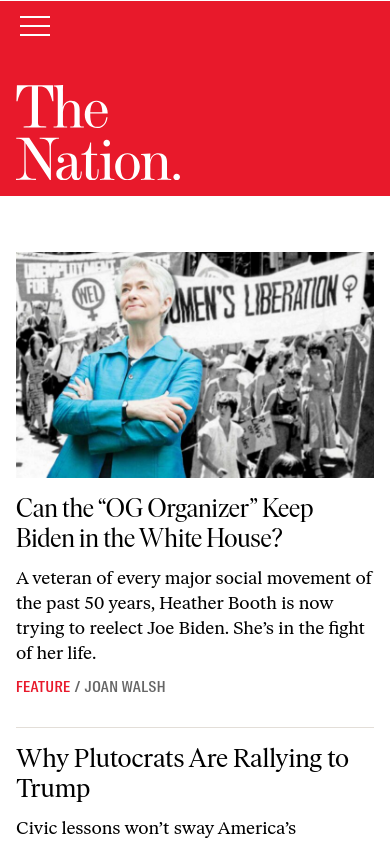 The
Nation.
WEL
OMEN'S LIBERATION
Can the “OG Organizer” Keep
Biden in the White House?
A veteran of every major social movement of
the past 50 years, Heather Booth is now
trying to reelect Joe Biden. She’s in the fight
of her life.
FEATURE / JOAN WALSH
Why Plutocrats Are Rallying to
Trump
Civic lessons won’t sway America’s